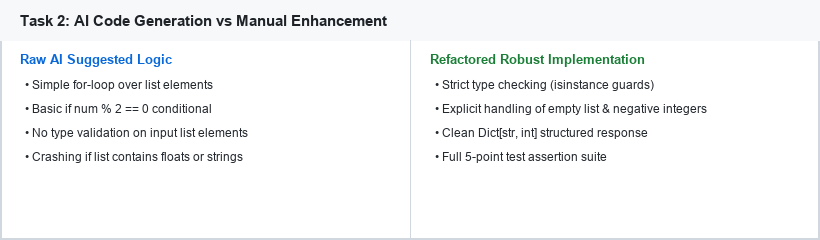 Task 2: AI Code Generation vs Manual Enhancement
Raw AI Suggested Logic
• Simple for-loop over list elements
• Basic if num % 2 == 0 conditional
• No type validation on input list elements
• Crashing if list contains floats or strings
Refactored Robust Implementation
• Strict type checking (isinstance guards)
• Explicit handling of empty list & negative integers
• Clean Dict[str, int] structured response
• Full 5-point test assertion suite